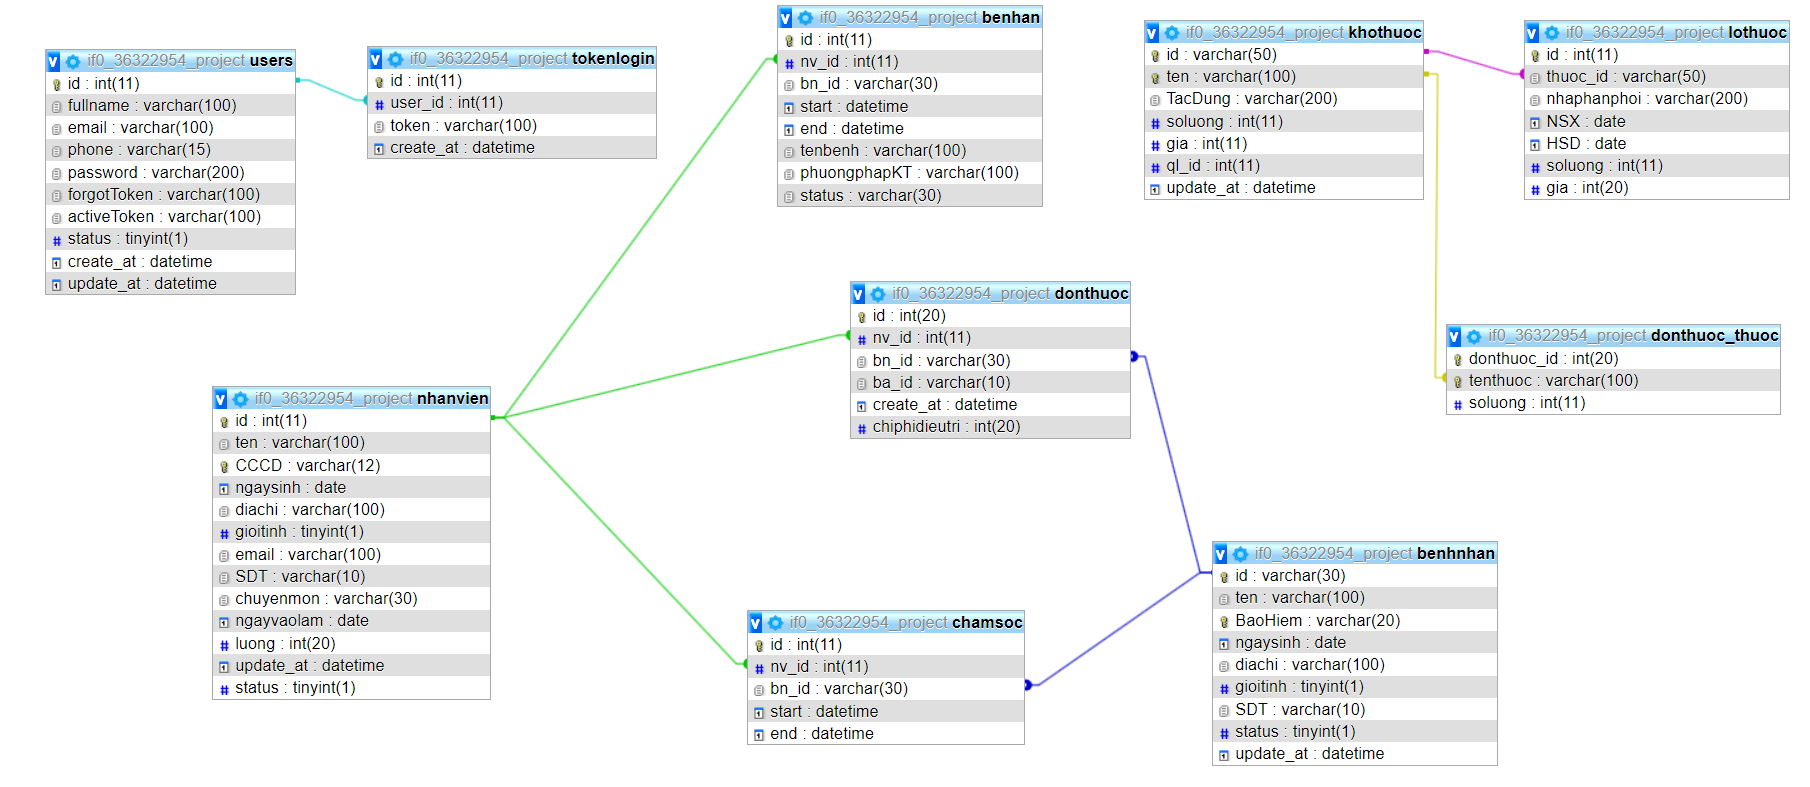 if0_36322954_project users
id : int(11)
fullname : varchar(100)
email : varchar(100)
phone : varchar(15)
password : varchar(200)
forgotToken : varchar(100)
activeToken : varchar(100)
status : tinyint(1)
create_at : datetime
update_at : datetime
if0_36322954_project tokenlogin
id : int(11)
user_id : int(11)
token : varchar(100)
create_at : datetime
if0_36322954_project benhan
id : int(11)
nv_id : int(11)
bn_id : varchar(30)
start : datetime
end : datetime
tenbenh : varchar(100)
phuongphapKT : varchar(100)
status : varchar(30)
if0_36322954_project khothuoc
id : varchar(50)
ten : varchar(100)
TacDung : varchar(200)
soluong : int(11)
gia : int(11)
ql_id : int(11)
update_at : datetime
if0_36322954_project lothuoc
id : int(11)
thuoc_id : varchar(50)
nhaphanphoi : varchar(200)
NSX : date
HSD : date
soluong : int(11)
gia : int(20)
if0_36322954_project donthuoc
id : int(20)
nv_id : int(11)
bn_id : varchar(30)
ba_id : varchar(10)
create_at : datetime
chiphidieutri : int(20)
if0_36322954_project donthuoc_thuoc
donthuoc_id : int(20)
tenthuoc : varchar(100)
soluong : int(11)
if0_36322954_project nhanvien
id : int(11)
ten : varchar(100)
CCCD : varchar(12)
ngaysinh : date
diachi : varchar(100)
gioitinh : tinyint(1)
email : varchar(100)
SDT : varchar(10)
chuyenmon : varchar(30)
ngayvaolam : date
luong : int(20)
update_at : datetime
status : tinyint(1)
if0_36322954_project chamsoc
id : int(11)
nv_id : int(11)
bn_id : varchar(30)
start : datetime
end : datetime
if0_36322954_project benhnhan
id : varchar(30)
ten : varchar(100)
BaoHiem : varchar(20)
ngaysinh : date
diachi : varchar(100)
gioitinh : tinyint(1)
SDT : varchar(10)
status : tinyint(1)
update_at : datetime